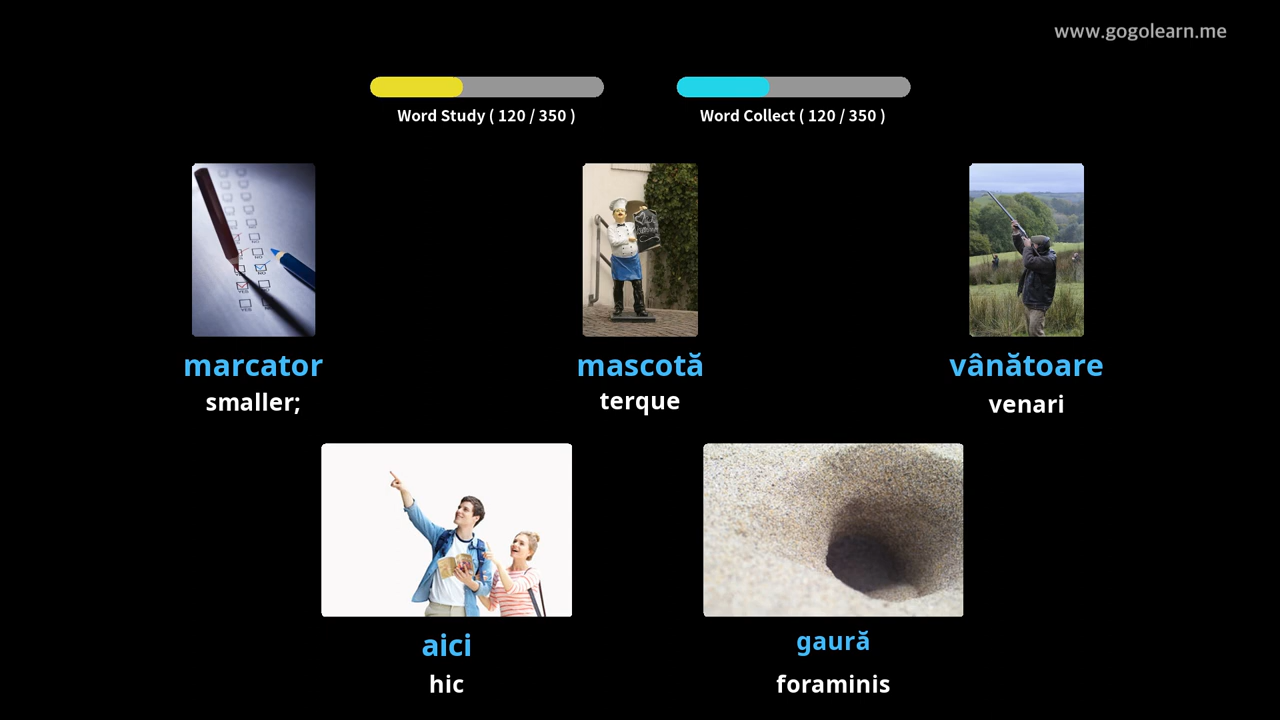 www.gogolearn.me
Word Study ( 120 / 350 )
Word Collect ( 120 / 350 )
marcator
smaller;
mascotă
terque
vânătoare
venari
aici
hic
gaură
foraminis